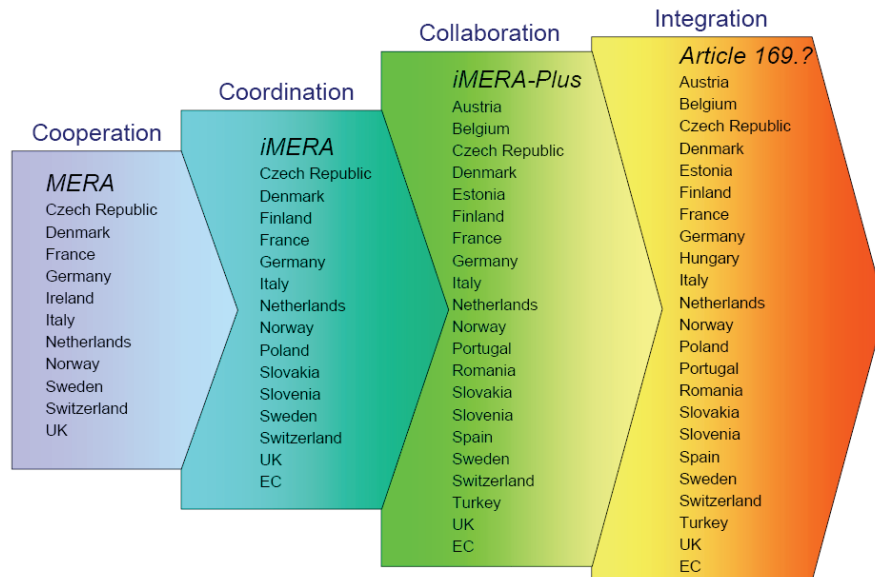 Cooperation
MERA
Czech Republic
Denmark
France
Germany
Ireland
Italy
Netherlands
Norway
Sweden
Switzerland
UK
Coordination
iMERA
Czech Republic
Denmark
Finland
France
Germany
Italy
Netherlands
Norway
Poland
Slovakia
Slovenia
Sweden
Switzerland
UK
EC
Collaboration
iMERA-Plus
Austria
Belgium
Czech Republic
Denmark
Estonia
Finland
France
Germany
Italy
Netherlands
Norway
Portugal
Romania
Slovakia
Slovenia
Spain
Sweden
Switzerland
Turkey
UK
EC
Integration
Article 169.?
Austria
Belgium
Czech Republic
Denmark
Estonia
Finland
France
Germany
Hungary
Italy
Netherlands
Norway
Poland
Portugal
Romania
Slovakia
Slovenia
Spain
Sweden
Switzerland
Turkey
UK
EC